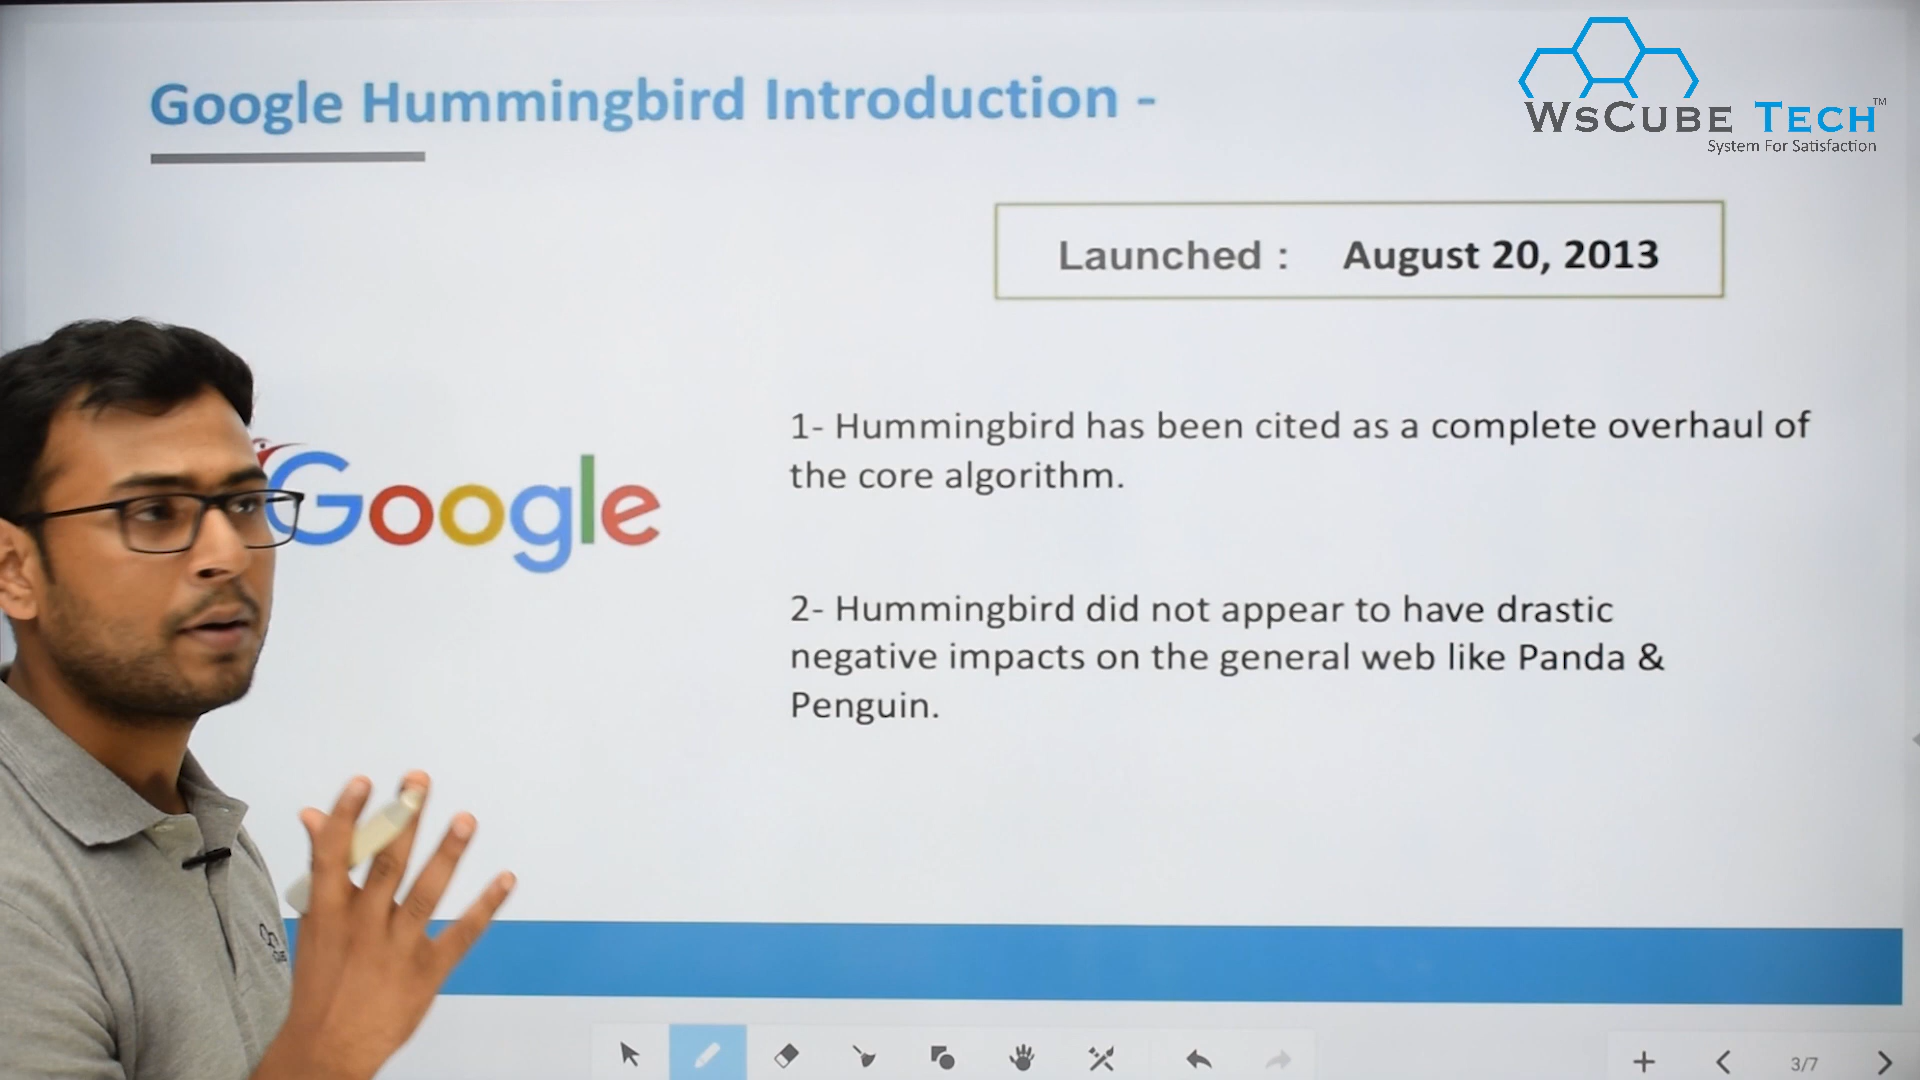 Google Hummingbird Introduction -
WSCUBE TECH™
System For Satisfaction
Launched : August 20, 2013
Google
1- Hummingbird has been cited as a complete overhaul of
the core algorithm.
2- Hummingbird did not appear to have drastic
negative impacts on the general web like Panda &
Penguin.
3/7